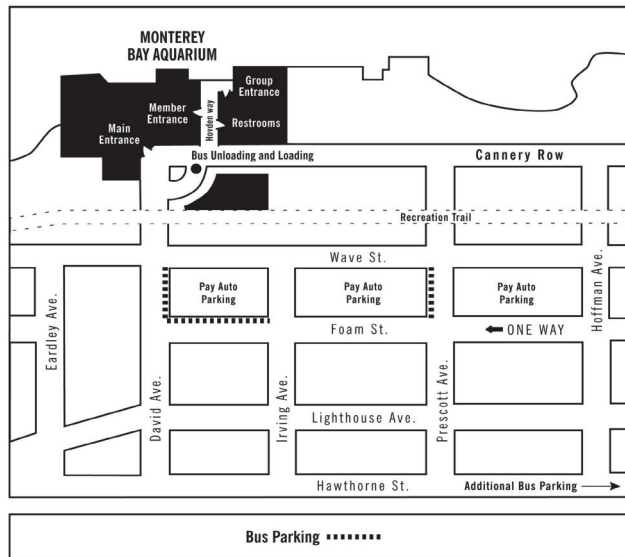 MONTEREY
BAY AQUARIUM
Group
Entrance
Member
Entrance
Hovden way
Restrooms
Main
Entrance
Bus Unloading and Loading
Cannery Row
Recreation Trail
Wave St.
Hoffman Ave.
Pay Auto
Parking
Pay Auto
Parking
Pay Auto
Parking
Eardley Ave.
Foam St.
ONE WAY
David Ave.
Irving Ave.
Prescott Ave.
Lighthouse Ave.
Hawthorne St.
Additional Bus Parking
Bus Parking